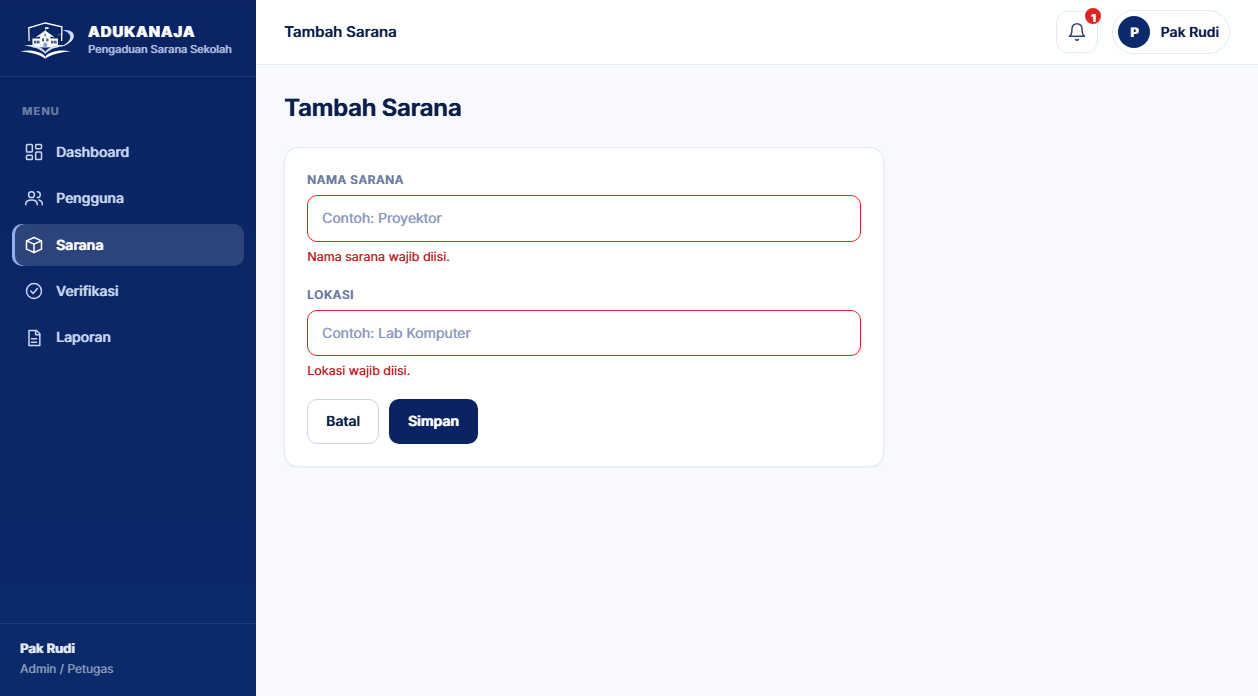 ADUKANAJA
Pengaduan Sarana Sekolah
MENU
Dashboard
Pengguna
Sarana
Verifikasi
Laporan
Pak Rudi
Admin / Petugas
Tambah Sarana
1
P
Pak Rudi
Tambah Sarana
NAMA SARANA
Contoh: Proyektor
Nama sarana wajib diisi.
LOKASI
Contoh: Lab Komputer
Lokasi wajib diisi.
Batal
Simpan